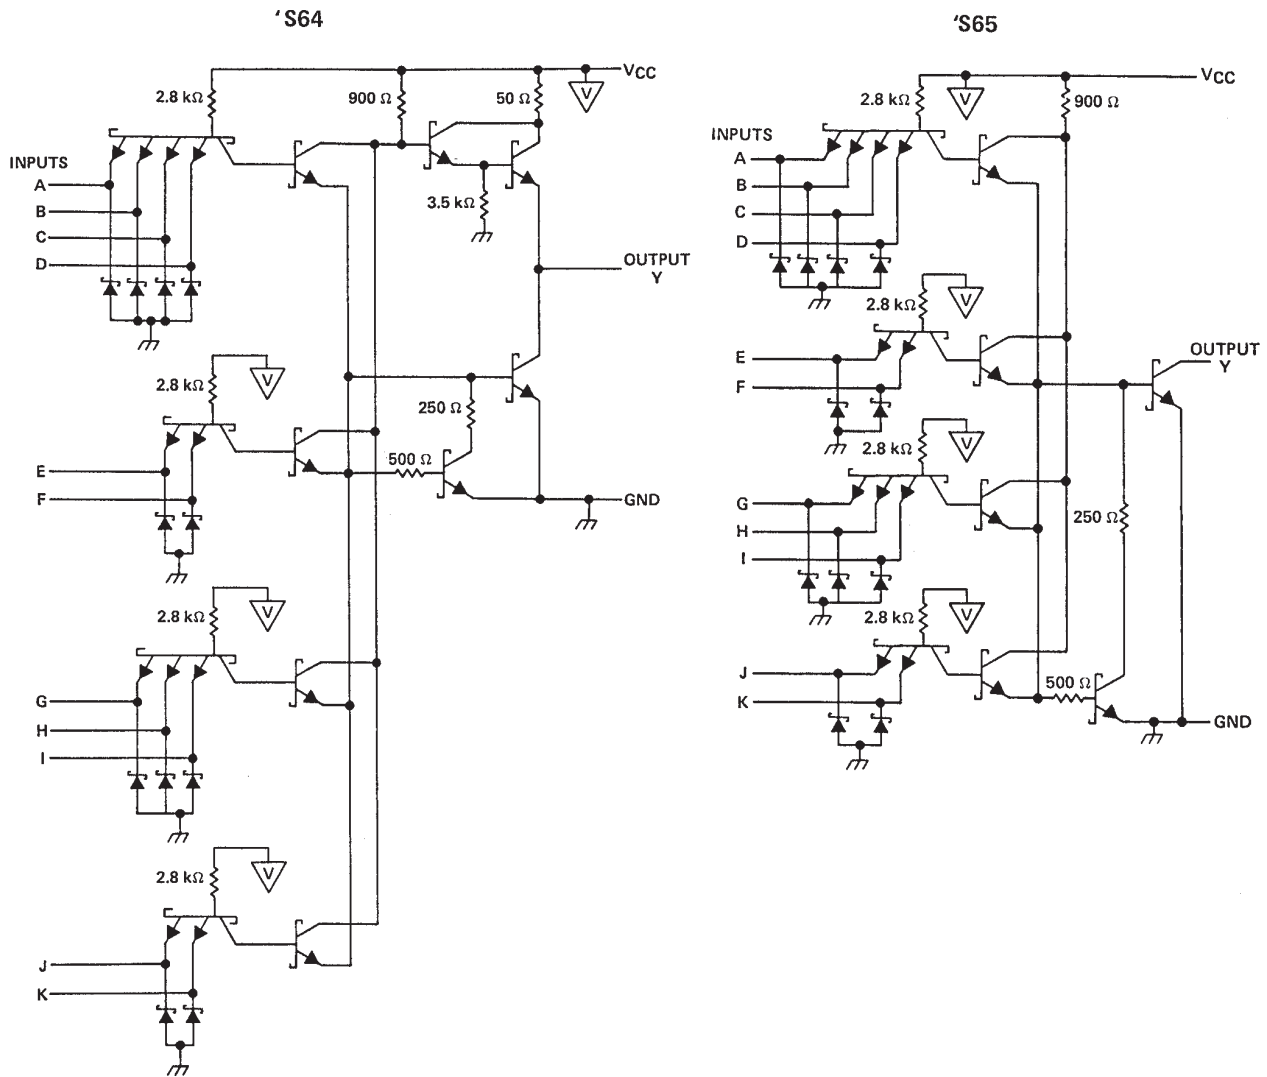 'S64
VCC
2.8 kΩ
900 Ω
50 Ω
V
INPUTS
A
B
C
D
3.5 kΩ
OUTPUT
Y
2.8 kΩ
V
250 Ω
500 Ω
E
F
GND
2.8 kΩ
V
G
H
I
2.8 kΩ
V
J
K
'S65
VCC
2.8 kΩ
V
900 Ω
INPUTS
A
B
C
D
2.8 kΩ
V
E
F
OUTPUT
Y
2.8 kΩ
V
G
H
I
250 Ω
2.8 kΩ
V
J
K
500 Ω
GND